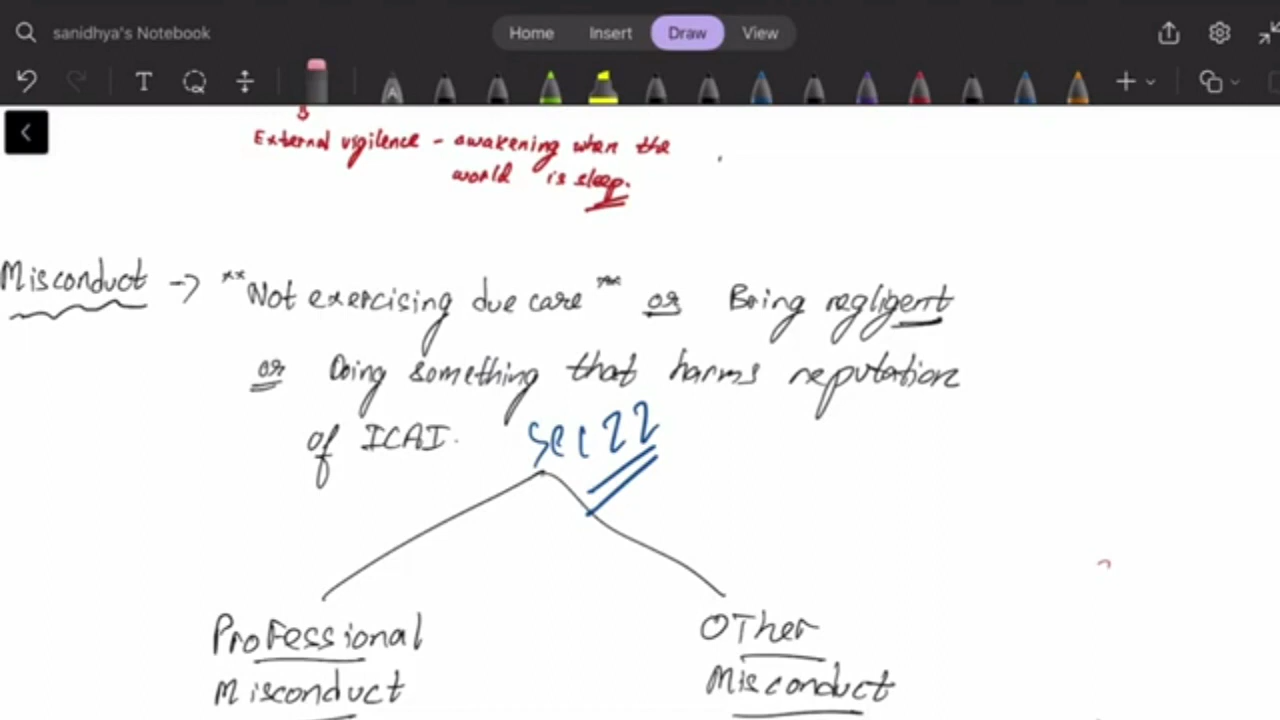 sanidhya's Notebook
Home Insert Draw View
T
A
External vigilence - awakening when the
world is sleep.
Misconduct → ** Not exercising due care ** or Being negligent
or Doing something that harms reputation
of ICAI.
Sec 22
Professional
Misconduct
OTher
Misconduct